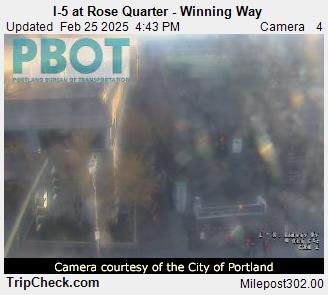 I-5 at Rose Quarter - Winning Way
Updated Feb 25 2025 4:43 PM Camera 4
PBOT
PORTLAND BUREAU OF TRANSPORTATION
Camera courtesy of the City of Portland
TripCheck.com Milepost302.00